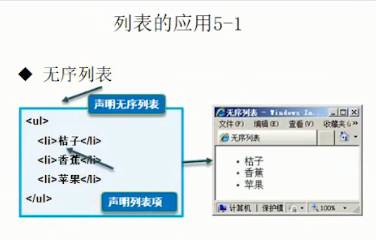 列表的应用5-1
◆ 无序列表
声明无序列表
<ul>
<li>桔子</li>
<li>香蕉</li>
<li>苹果</li>
</ul>
声明列表项
无序列表 - Windows In...
文件(F) 编辑(E) 查看(V) 收藏夹
无序列表
• 桔子
• 香蕉
• 苹果
计算机 | 保护模
100%